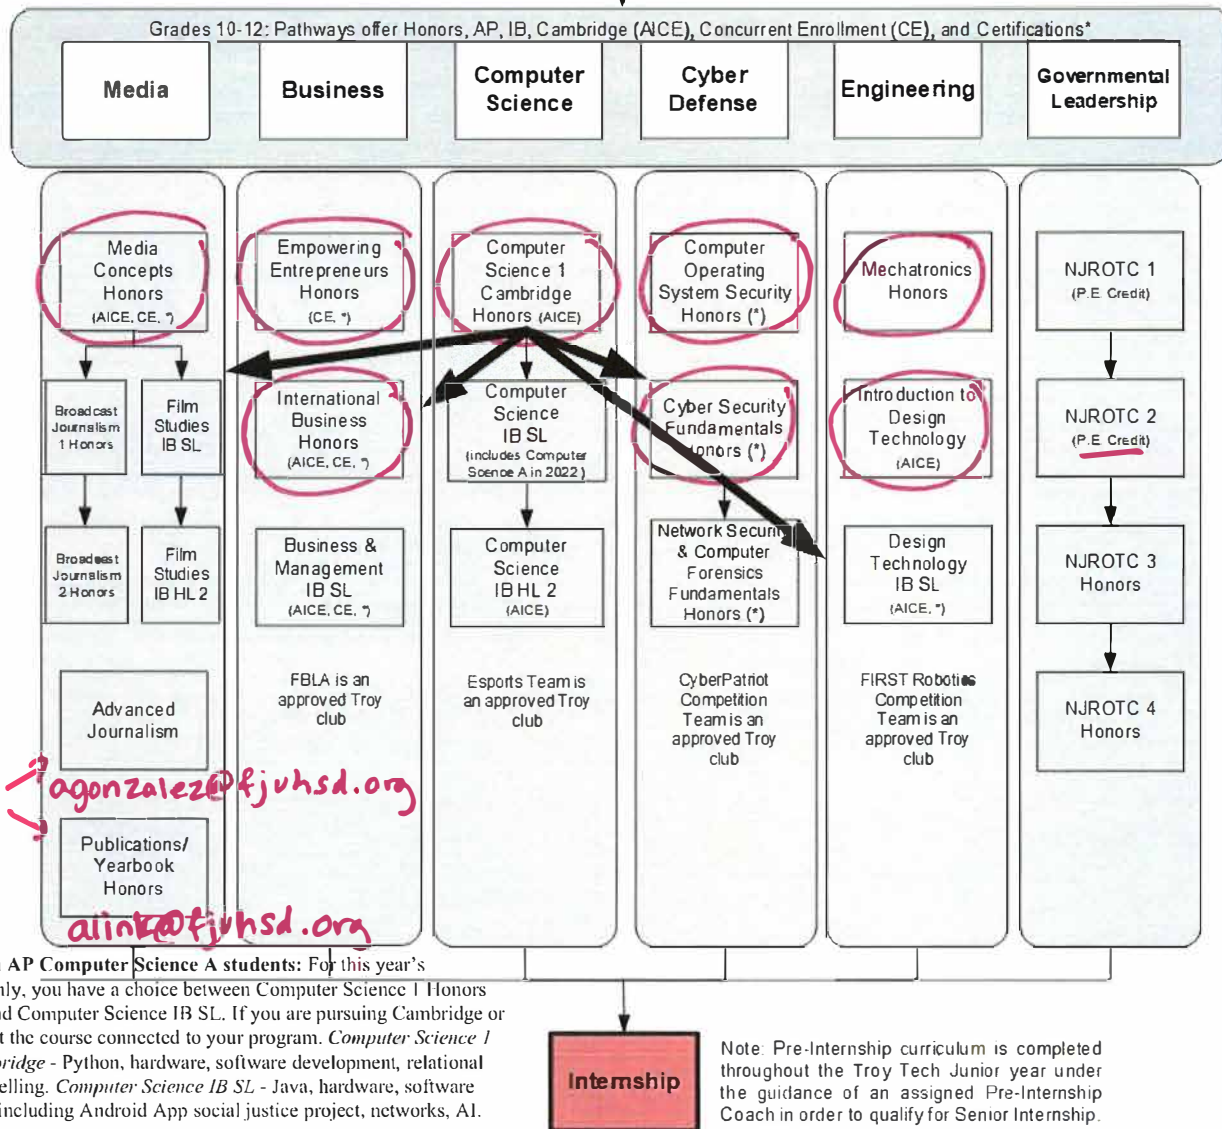 Grades 10-12: Pathways offer Honors, AP, IB, Cambridge (AICE), Concurrent Enrollment (CE), and Certifications*
Media
Business
Computer
Science
Cyber
Defense
Engineering
Governmental
Leadership
Media
Concepts
Honors
(AICE, CE, *)
Broadcast
Journalism
1 Honors
Film
Studies
IB SL
Broadcast
Journalism
2 Honors
Film
Studies
IB HL 2
Advanced
Journalism
agonzalez@fjuhsd.org
Publications/
Yearbook
Honors
alink@fjuhsd.org
Empowering
Entrepreneurs
Honors
(CE, *)
International
Business
Honors
(AICE, CE, *)
Business &
Management
IB SL
(AICE, CE, *)
FBLA is an
approved Troy
club
Computer
Science 1
Cambridge
Honors (AICE)
Computer
Science
IB SL
(includes Computer
Science A in 2022)
Computer
Science
IB HL 2
(AICE)
Esports Team is
an approved Troy
club
Computer
Operating
System Security
Honors (*)
Cyber Security
Fundamentals
onors (*)
Network Security
& Computer
Forensics
Fundamentals
Honors (*)
CyberPatriot
Competition
Team is an
approved Troy
club
Mechatronics
Honors
Introduction to
Design
Technology
(AICE)
Design
Technology
IB SL
(AICE, *)
FIRST Robotics
Competition
Team is an
approved Troy
club
NJROTC 1
(P.E. Credit)
NJROTC 2
(P.E. Credit)
NJROTC 3
Honors
NJROTC 4
Honors
AP Computer Science A students: For this year's
nly, you have a choice between Computer Science 1 Honors
nd Computer Science IB SL. If you are pursuing Cambridge or
t the course connected to your program. Computer Science 1
bridge - Python, hardware, software development, relational
elling. Computer Science IB SL - Java, hardware, software
including Android App social justice project, networks, AI.
Internship
Note: Pre-Internship curriculum is completed
throughout the Troy Tech Junior year under
the guidance of an assigned Pre-Internship
Coach in order to qualify for Senior Internship.